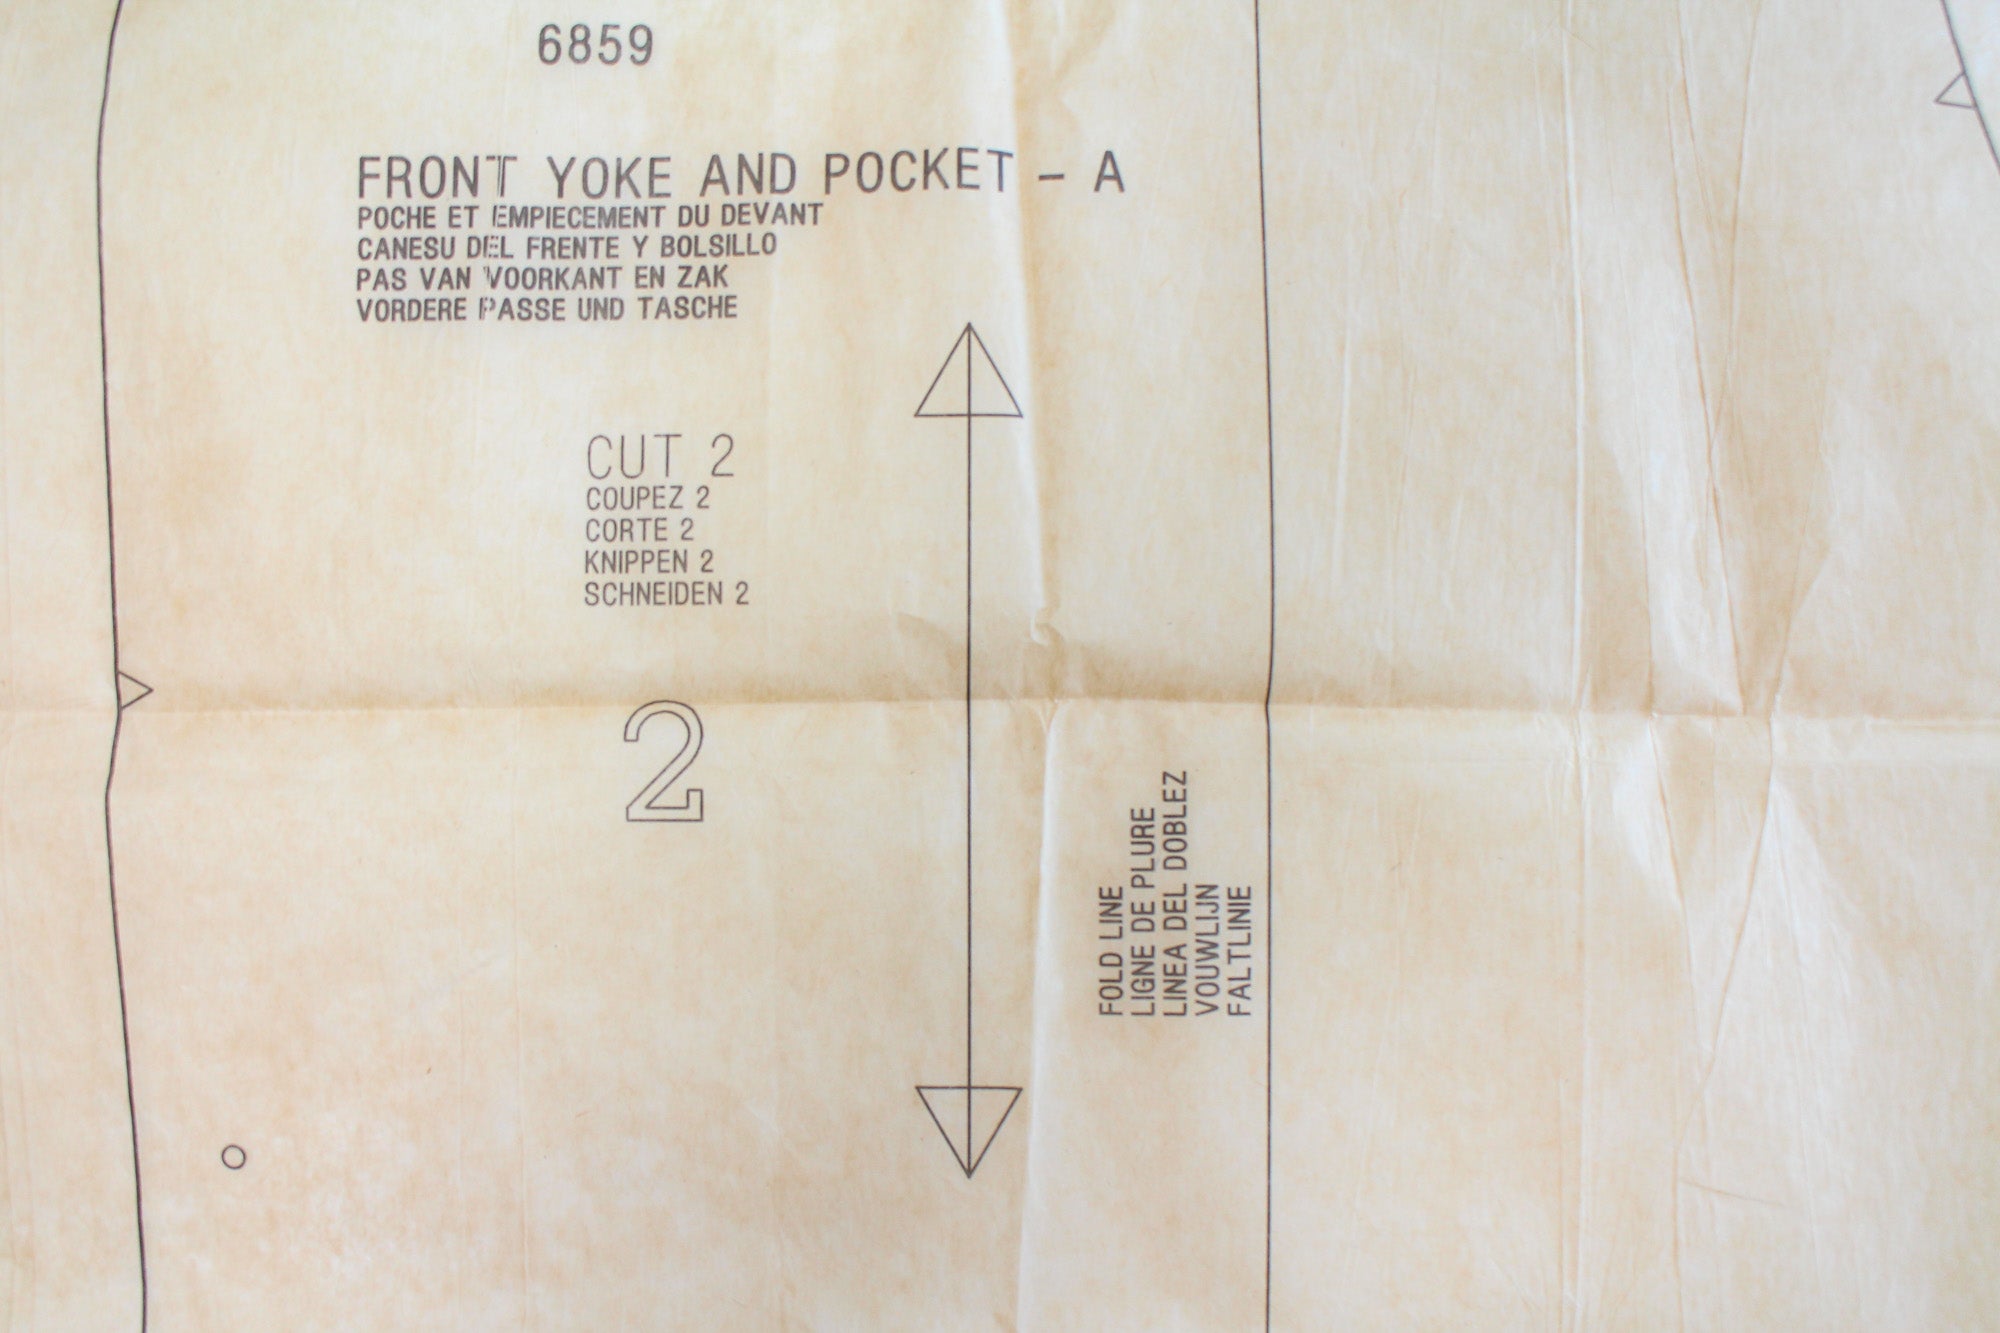 6859
FRONT YOKE AND POCKET - A
POCHE ET EMPIECEMENT DU DEVANT
CANESU DEL FRENTE Y BOLSILLO
PAS VAN VOORKANT EN ZAK
VORDERE PASSE UND TASCHE
CUT 2
COUPEZ 2
CORTE 2
KNIPPEN 2
SCHNEIDEN 2
2
FOLD LINE
LIGNE DE PLURE
LINEA DEL DOBLEZ
VOUWLIJN
FALTLINIE